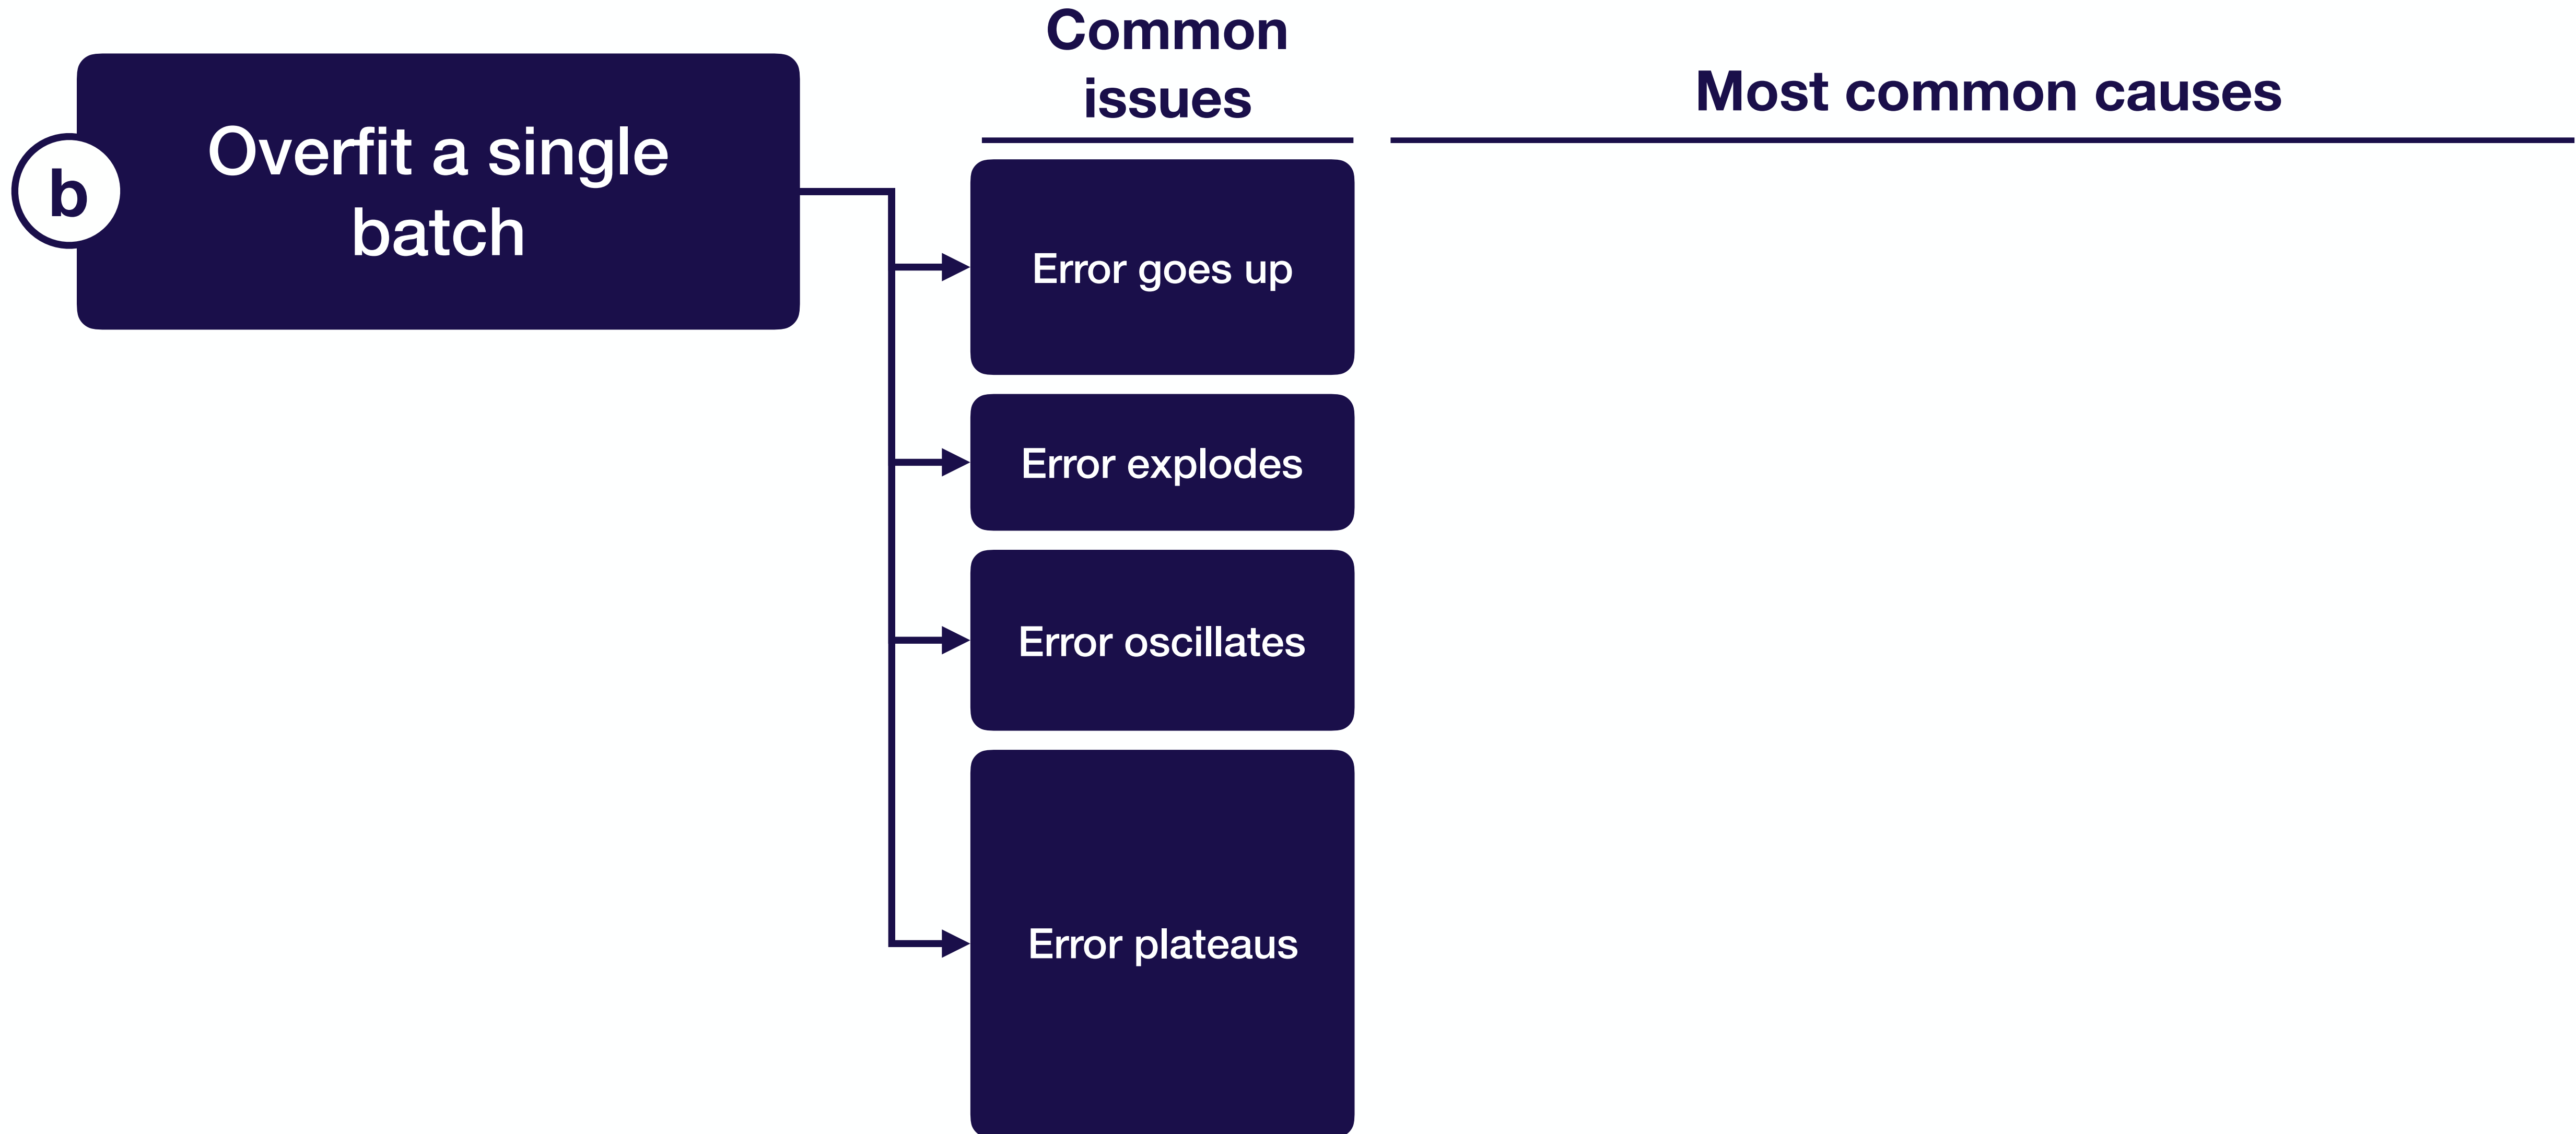 b
Overfit a single
batch
Common
issues
Most common causes
Error goes up
Error explodes
Error oscillates
Error plateaus